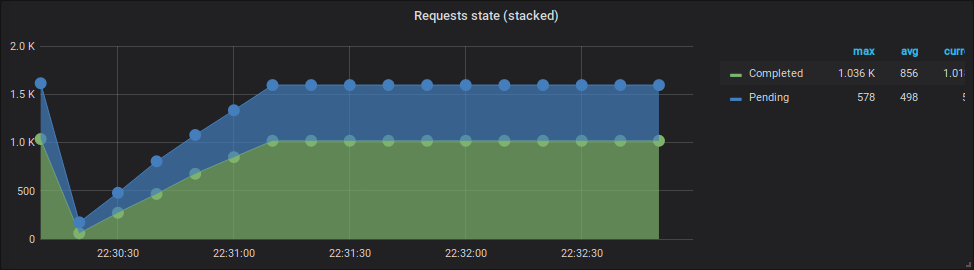 Requests state (stacked)
2.0 K
1.5 K
1.0 K
500
0
22:30:30 22:31:00 22:31:30 22:32:00 22:32:30
max avg
Completed 1.036 K 856
Pending 578 498